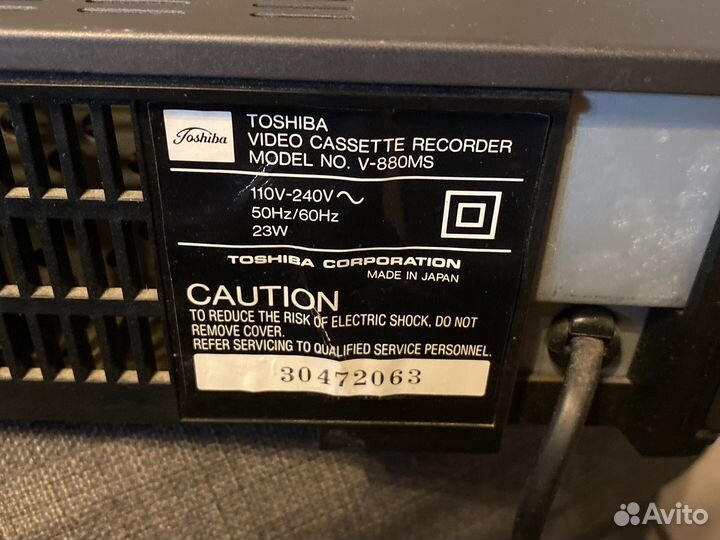 Toshiba
TOSHIBA
VIDEO CASSETTE RECORDER
MODEL NO. V-880MS
110V-240V～
50Hz/60Hz
23W
TOSHIBA CORPORATION
MADE IN JAPAN
CAUTION
TO REDUCE THE RISK OF ELECTRIC SHOCK, DO NOT
REMOVE COVER.
REFER SERVICING TO QUALIFIED SERVICE PERSONNEL.
30472063
Avito